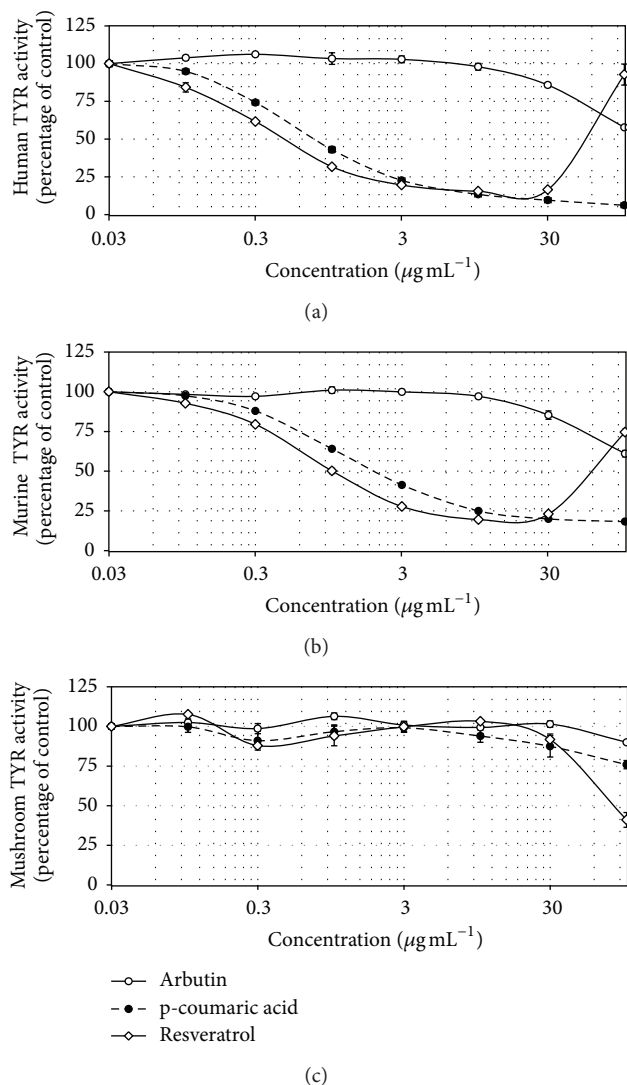 125
100
75
50
25
0
Human TYR activity
(percentage of control)
0.03
0.3
3
30
Concentration (μg mL⁻¹)
(a)
125
100
75
50
25
0
Murine TYR activity
(percentage of control)
0.03
0.3
3
30
Concentration (μg mL⁻¹)
(b)
125
100
75
50
25
0
Mushroom TYR activity
(percentage of control)
0.03
0.3
3
30
Concentration (μg mL⁻¹)
Arbutin
p-coumaric acid
Resveratrol
(c)